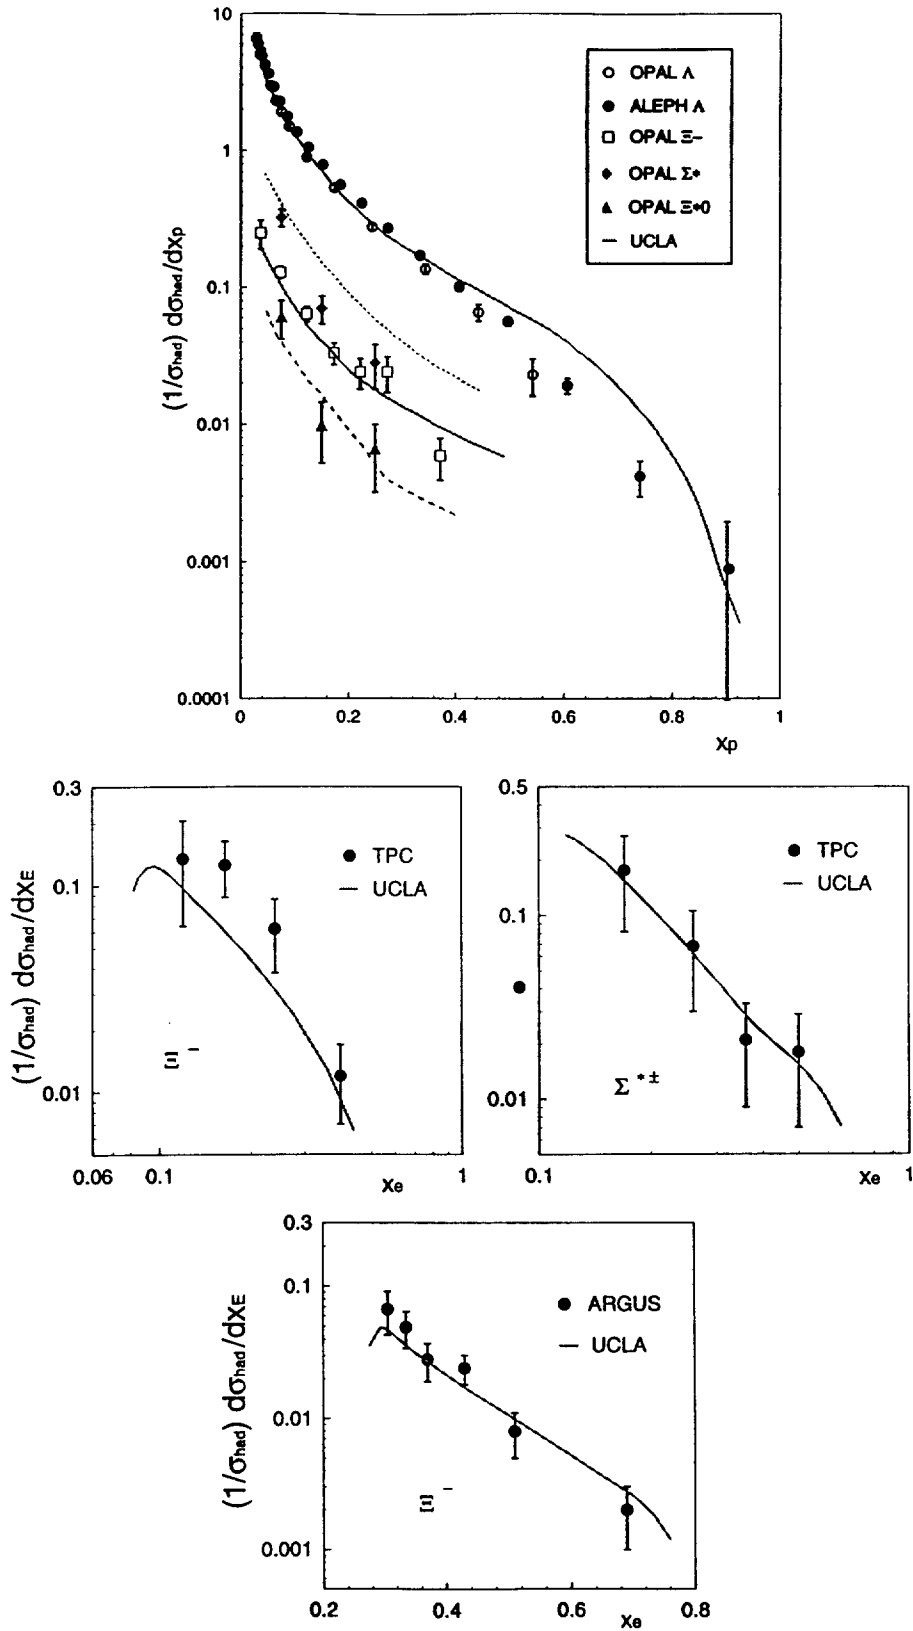 10
1
0.1
0.01
0.001
0.0001
(1/σhad) dσhad/dxp
OPAL Λ
ALEPH Λ
OPAL Ξ−
OPAL Σ*
OPAL Ξ*0
UCLA
0 0.2 0.4 0.6 0.8 1
xp
0.3
0.1
0.01
(1/σhad) dσhad/dxE
TPC
UCLA
Ξ −
0.06 0.1 1
xe
0.5
0.1
0.01
TPC
UCLA
Σ *±
0.1 1
xe
0.3
0.1
0.01
0.001
(1/σhad) dσhad/dxE
ARGUS
UCLA
Ξ −
0.2 0.4 0.6 0.8
xe